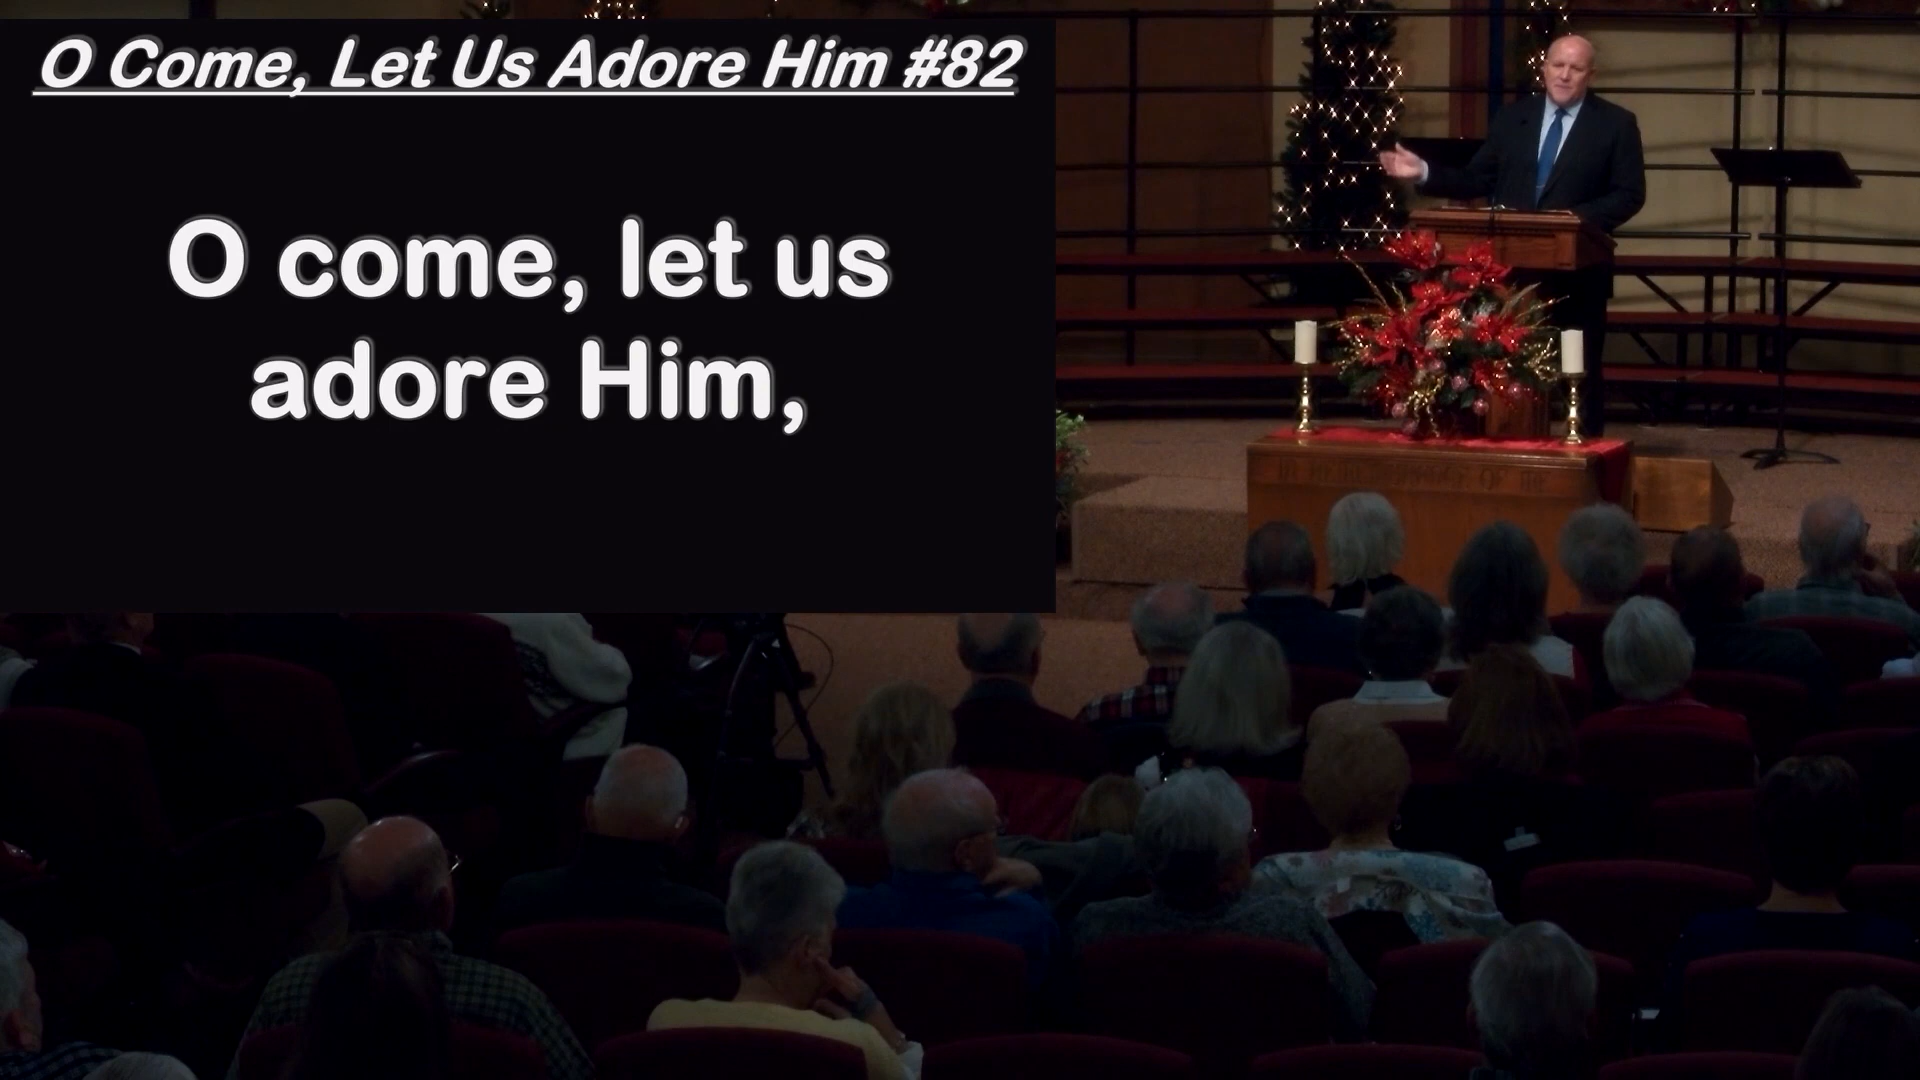 O Come, Let Us Adore Him #82
O come, let us
adore Him,